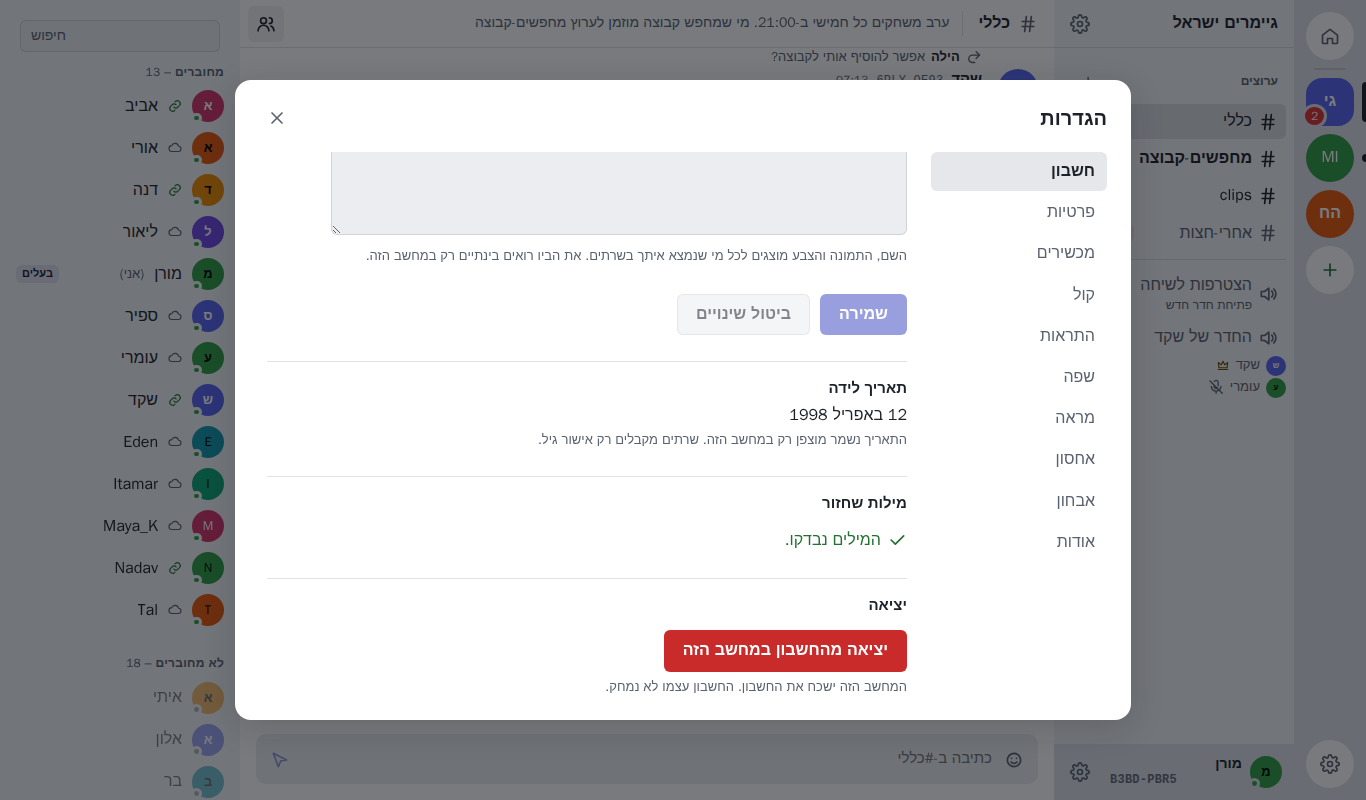 גי
2
MI
הח
גיימרים ישראל
ערוצים
כללי
מחפשים-קבוצה
clips
אחרי-חצות
הצטרפות לשיחה
פתיחת חדר חדש
החדר של שקד
ש שקד
ע עומרי
מ מורן
B3BD-PBR5
כללי
ערב משחקים כל חמישי ב-21:00. מי שמחפש קבוצה מוזמן לערוץ מחפשים-קבוצה
הילה אפשר להוסיף אותי לקבוצה?
כתיבה ב-#כללי
הגדרות
חשבון
פרטיות
מכשירים
קול
התראות
שפה
מראה
אחסון
אבחון
אודות
השם, התמונה והצבע מוצגים לכל מי שנמצא איתך בשרתים. את הביו רואים בינתיים רק במחשב הזה.
שמירה
ביטול שינויים
תאריך לידה
12 באפריל 1998
התאריך נשמר מוצפן רק במחשב הזה. שרתים מקבלים רק אישור גיל.
מילות שחזור
המילים נבדקו.
יציאה
יציאה מהחשבון במחשב הזה
המחשב הזה ישכח את החשבון. החשבון עצמו לא נמחק.
חיפוש
מחוברים – 13
א אביב
א אורי
ד דנה
ל ליאור
מ מורן (אני) בעלים
ס ספיר
ע עומרי
ש שקד
E Eden
I Itamar
M Maya_K
N Nadav
T Tal
לא מחוברים – 18
א איתי
א אלון
ב בר